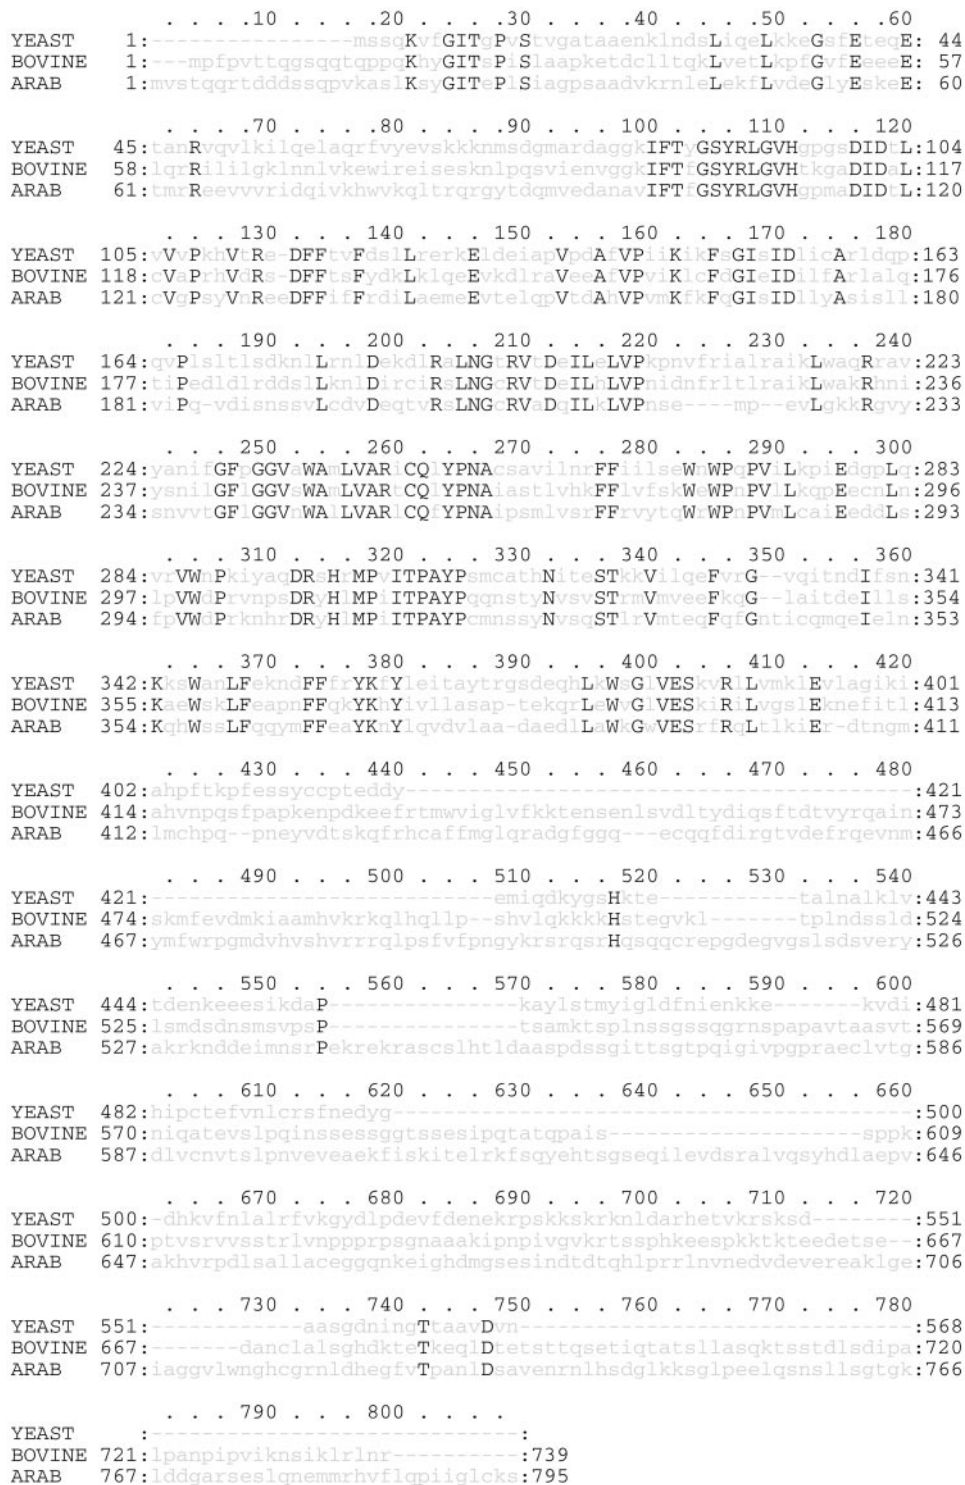 . . . .10 . . . .20 . . . .30 . . . .40 . . . .50 . . . .60
YEAST 1:----------------mssqKvfGITgPvStvgataaenklndsLiqeLkkeGsfEteqE: 44
BOVINE 1:---mpfpvttqgsqqtqppqKhyGITsPiSlaapketdclltqkLvetLkpfGvfEeeeE: 57
ARAB 1:mvstqqrtdddssqpvkaslKsyGITePlSiagpsaadvkrnleLekfLvdeGlyEskeE: 60
. . . .70 . . . .80 . . . .90 . . . 100 . . . 110 . . . 120
YEAST 45:tanRvqvlkilqelaqrfvyevskkknmsdgmardaggkIFTyGSYRLGVHgpgsDIDtL:104
BOVINE 58:lqrRililgklnnlvkewireisesknlpqsvienvggkIFTfGSYRLGVHtkgaDIDaL:117
ARAB 61:tmrReevvvridqivkhwvkqltrqrgytdqmvedanavIFTfGSYRLGVHgpmaDIDtL:120
. . . 130 . . . 140 . . . 150 . . . 160 . . . 170 . . . 180
YEAST 105:vVvPkhVtRe-DFFtvFdslLrerkEldeiapVpdAfVPiiKikFsGIsIDlicArldqp:163
BOVINE 118:cvaPrhVdRs-DFFtsFydkLklqeEvkdlraVeeAfVPviKlcFdGIeIDilfArlalq:176
ARAB 121:cVgPsyVnReeDFFifFrdiLaemeEvtelqpVtdAhVPvmKfkFqGIsIDllyAsisll:180
. . . 190 . . . 200 . . . 210 . . . 220 . . . 230 . . . 240
YEAST 164:qvPlsltlsdknlLrnlDekdlRaLNGtRVtDeILeLVPkpnvfrialraikLwaqRrav:223
BOVINE 177:tiPedldlrddslLknlDircirsLNGcRVtDeILhLVPnidnfrltlraikLwakRhni:236
ARAB 181:viPq-vdisnssvLcdvDeqtvRsLNGcRVaDqILkLVPnse----mp--evLgkkRgvy:233
. . . 250 . . . 260 . . . 270 . . . 280 . . . 290 . . . 300
YEAST 224:yanifGFpGGVaWAmLVARiCQLYPNAcsavilnrFFiilseWnWPqPVilkpiEdgpLq:283
BOVINE 237:ysnilGFlGGVsWAmLVARtCQlYPNAiastlvhkFFlvfskWeWPnPVllkqpEecnLn:296
ARAB 234:snvvtGFlGGVnWAlLVARlCQfYPNAipsmlvsrFFrvytqWrWPnPVmLcaiEeddLs:293
. . . 310 . . . 320 . . . 330 . . . 340 . . . 350 . . . 360
YEAST 284:vrVWnPkiyaqDRsHrMPvITPAYPsmcathNiteSTkkVilqeFvrG--vqitndIfsn:341
BOVINE 297:lpVWdPrvnpsDRyHlMPiITPAYPqqnstyNvsvSTrmVmveeFkqG--laitdeIlls:354
ARAB 294:fpVWdPrknhrDRyHlMPiITPAYPcmnssyNvsqSTlrVmteqFqfGnticqmqeIeln:353
. . . 370 . . . 380 . . . 390 . . . 400 . . . 410 . . . 420
YEAST 342:KksWanLFekndFFfrYKfYleitaytrgsdeqhLkWsGlVESkvRlLvmklEvlagiki:401
BOVINE 355:KaeWskLFeapnFFqkYKhYivllasap-tekqrLeWvGlVESkiRiLvgslEknefitl:413
ARAB 354:KqhWssLFqqymFFeaYKnYlqvdvlaa-daedlLaWkGwVESrfRqLtlkiEr-dtngm:411
. . . 430 . . . 440 . . . 450 . . . 460 . . . 470 . . . 480
YEAST 402:ahpftkpfessyccpteddy----------------------------------------:421
BOVINE 414:ahvnpqsfpapkenpdkeefrtmwviglvfkktensenlsvdltydiqsftdtvyrqain:473
ARAB 412:lmchpq--pneyvdtskqfrhcaffmglqradgfggq---ecqqfdirgtvdefrqevnm:466
. . . 490 . . . 500 . . . 510 . . . 520 . . . 530 . . . 540
YEAST 421:---------------------------emiqdkygsHkte----------talnalklv:443
BOVINE 474:skmfevdmkiaamhvkrkqlhqllp--shvlqkkkkHstegvkl------tplndssld:524
ARAB 467:ymfwrpgmdvhvshvrrrqlpsfvfpngykrsrqsrHqsqqcrepgdegvgslsdsvery:526
. . . 550 . . . 560 . . . 570 . . . 580 . . . 590 . . . 600
YEAST 444:tdenkeeesikdaP---------------kaylstmyigldfnienkke-------kvdi:481
BOVINE 525:lsmdsdnsmsvpsP---------------tsamktsplnssgssqgrnspapavtaasvt:569
ARAB 527:akrknddeimnsrPekrekrascslhtldaaspdssgittsgtpqigivpgpraeclvtg:586
. . . 610 . . . 620 . . . 630 . . . 640 . . . 650 . . . 660
YEAST 482:hipctefvnlcrsfnedyg-----------------------------------------:500
BOVINE 570:niqatevslpqinssessggtssesipqtatqpais--------------------sppk:609
ARAB 587:dlvcnvtslpnveveaekfiskitelrkfsqyehtsgseqilevdsralvqsyhdlaepv:646
. . . 670 . . . 680 . . . 690 . . . 700 . . . 710 . . . 720
YEAST 500:-dhkvfnlalrfvkgydlpdevfdenekrpskkskrknldarhetvkrsksd--------:551
BOVINE 610:ptvsrvvsstrlvnppprpsgnaaakipnpivgvkrtssphkeespkktkteedetse--:667
ARAB 647:akhvrpdlsallaceggqnkeighdmgsesindtdtqhlprrlnvnedvdevereaklge:706
. . . 730 . . . 740 . . . 750 . . . 760 . . . 770 . . . 780
YEAST 551:------------aasgdningTtaavDvn-------------------------------:568
BOVINE 667:-------danclalsghdkteTkeqlDtetsttqsetiqtatsllasqktsstdlsdipa:720
ARAB 707:iaggvlwnghcgrnldhegfvTpanlDsavenrnlhsdglkksglpeelqsnsllsgtgk:766
. . . 790 . . . 800 . . . .
YEAST :-----------------------------:
BOVINE 721:lpanpipviknsiklrlnr----------:739
ARAB 767:lddgarseslqnemmrhvflqpiiglcks:795